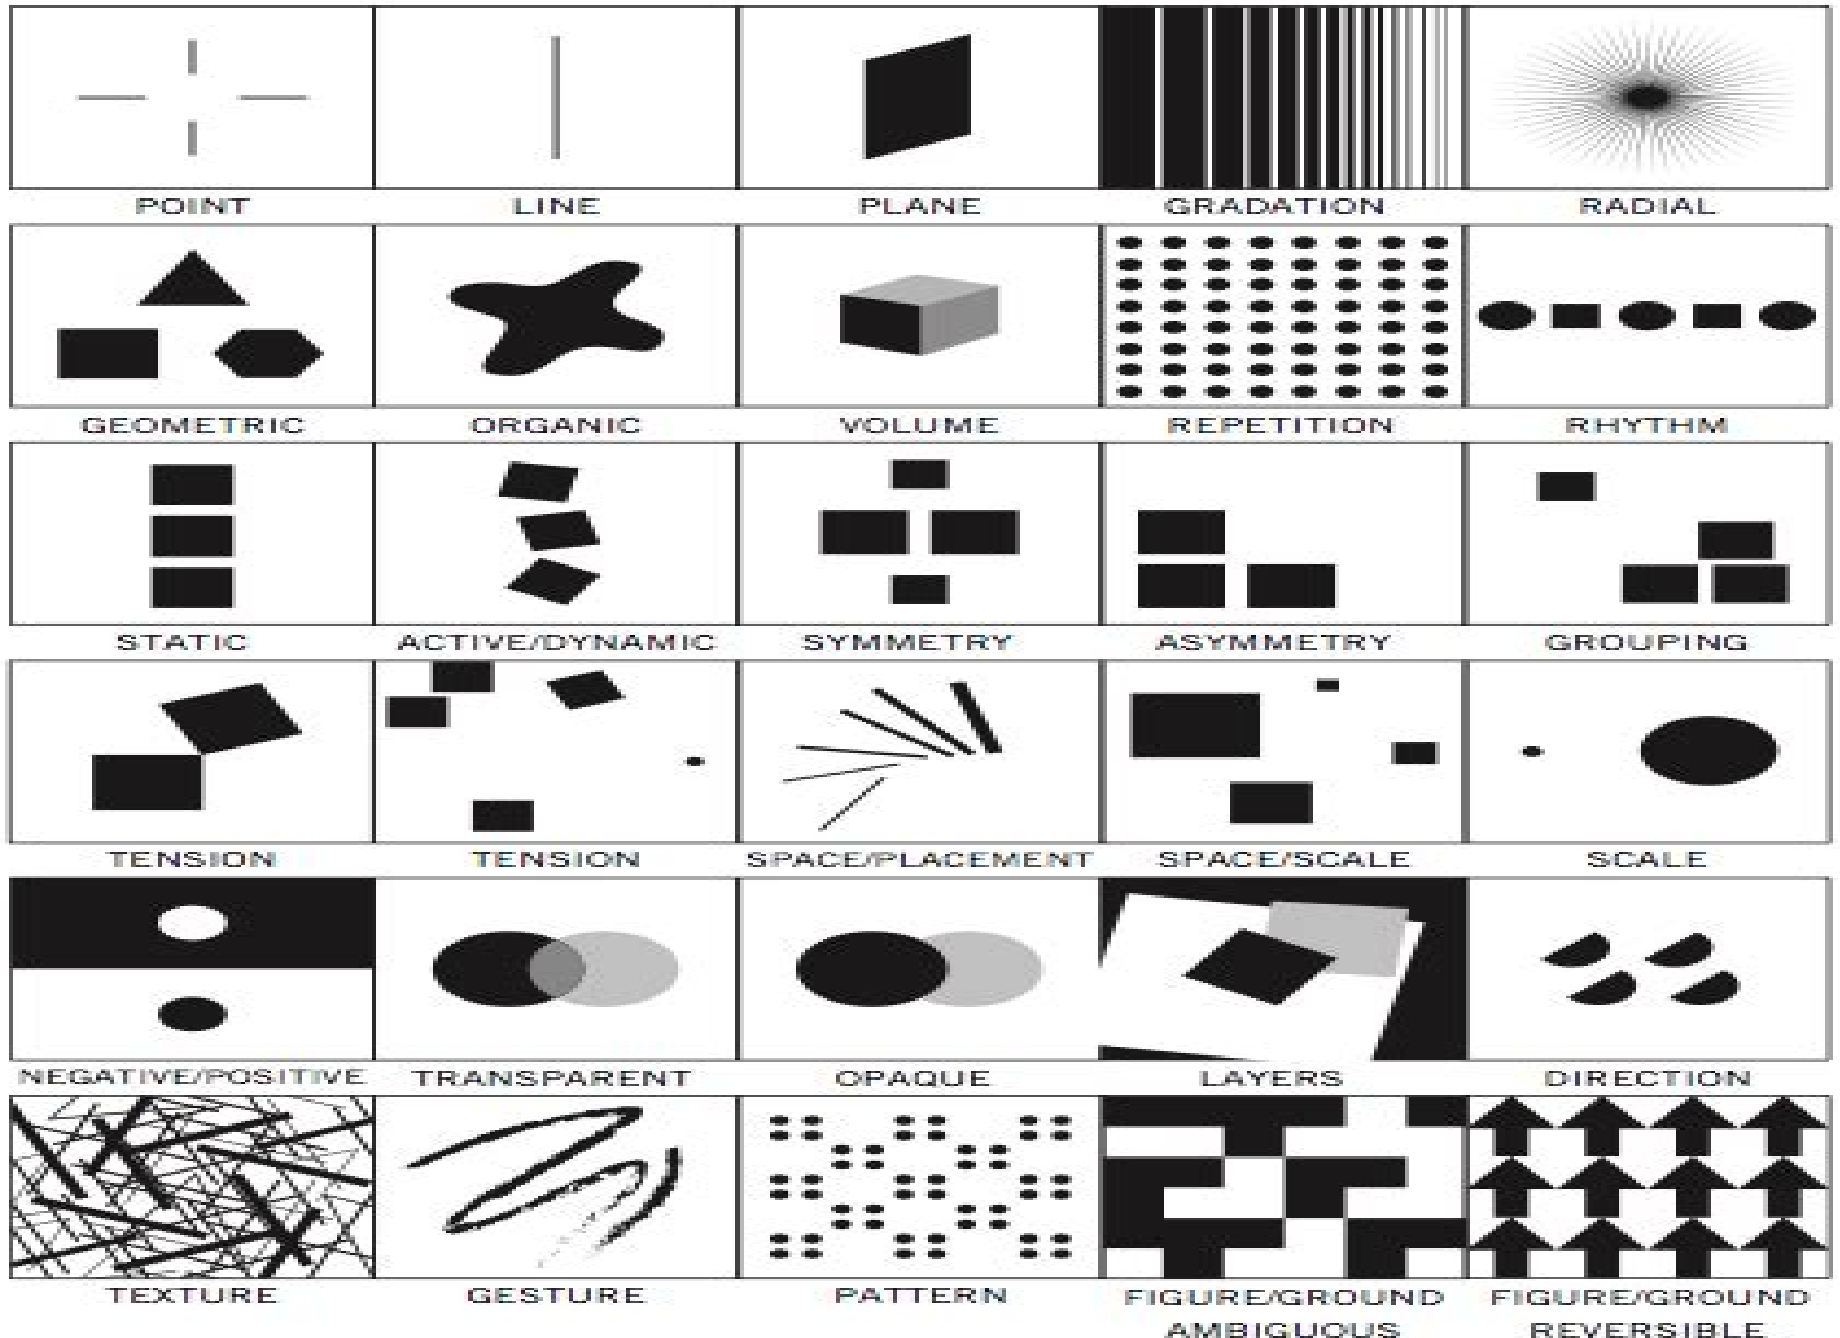 POINT
LINE
PLANE
GRADATION
RADIAL
GEOMETRIC
ORGANIC
VOLUME
REPETITION
RHYTHM
STATIC
ACTIVE/DYNAMIC
SYMMETRY
ASYMMETRY
GROUPING
TENSION
TENSION
SPACE/PLACEMENT
SPACE/SCALE
SCALE
NEGATIVE/POSITIVE
TRANSPARENT
OPAQUE
LAYERS
DIRECTION
TEXTURE
GESTURE
PATTERN
FIGURE/GROUND
AMBIGUOUS
FIGURE/GROUND
REVERSIBLE